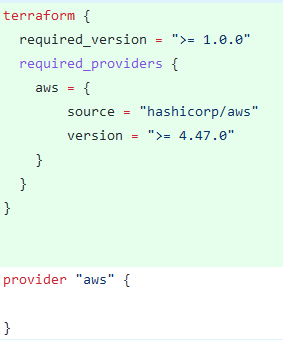 terraform {
  required_version = ">= 1.0.0"
  required_providers {
    aws = {
        source = "hashicorp/aws"
        version = ">= 4.47.0"
    }
  }
}
provider "aws" {
}